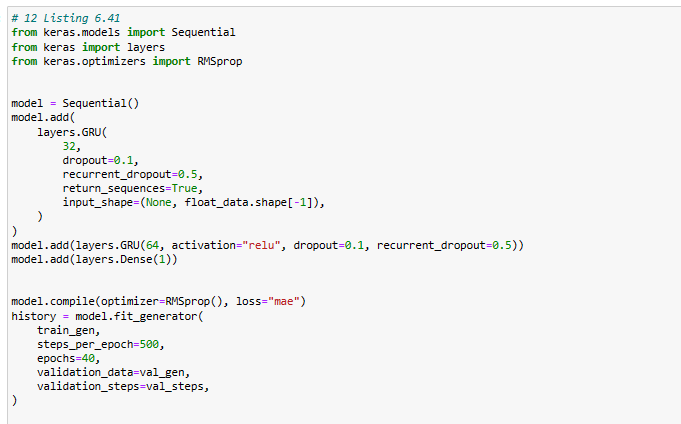 # 12 Listing 6.41
from keras.models import Sequential
from keras import layers
from keras.optimizers import RMSprop
model = Sequential()
model.add(
    layers.GRU(
        32,
        dropout=0.1,
        recurrent_dropout=0.5,
        return_sequences=True,
        input_shape=(None, float_data.shape[-1]),
    )
)
model.add(layers.GRU(64, activation="relu", dropout=0.1, recurrent_dropout=0.5))
model.add(layers.Dense(1))
model.compile(optimizer=RMSprop(), loss="mae")
history = model.fit_generator(
    train_gen,
    steps_per_epoch=500,
    epochs=40,
    validation_data=val_gen,
    validation_steps=val_steps,
)